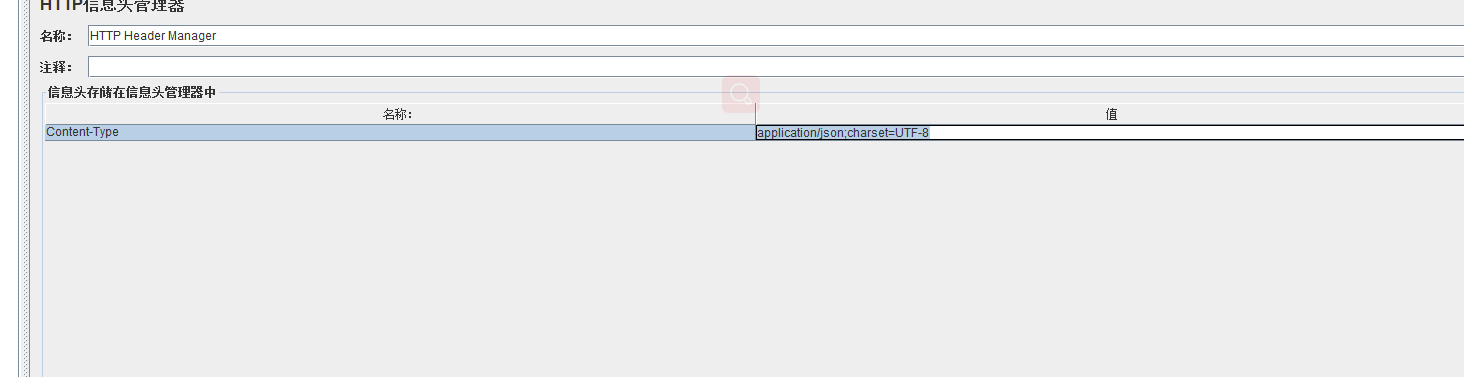 HTTP信息头管理器
名称： HTTP Header Manager
注释：
信息头存储在信息头管理器中
名称： 值
Content-Type application/json;charset=UTF-8